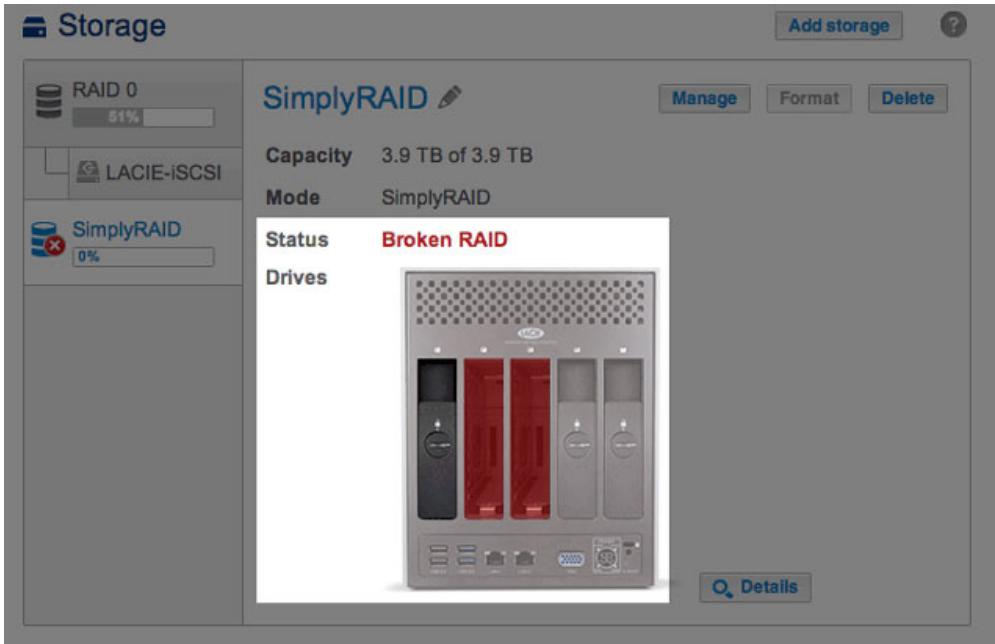 Storage
Add storage
?
RAID 0
51%
LACIE-iSCSI
SimplyRAID
0%
SimplyRAID
Manage
Format
Delete
Capacity 3.9 TB of 3.9 TB
Mode SimplyRAID
Status Broken RAID
Drives
LACIE
Details